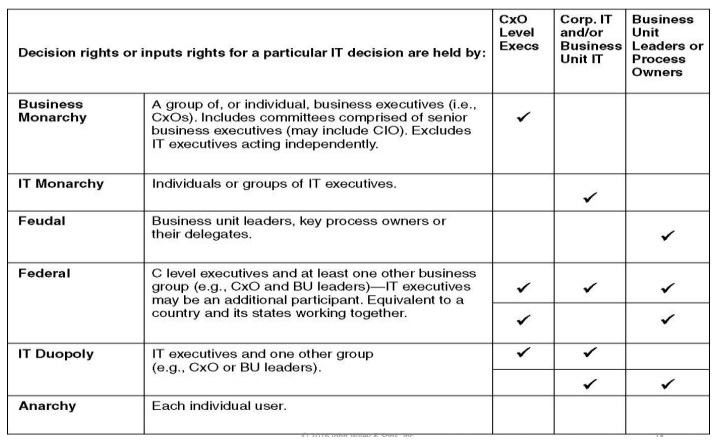 Decision rights or inputs rights for a particular IT decision are held by:
CxO
Level
Execs
Corp. IT
and/or
Business
Unit IT
Business
Unit
Leaders or
Process
Owners
Business
Monarchy
A group of, or individual, business executives (i.e.,
CxOs). Includes committees comprised of senior
business executives (may include CIO). Excludes
IT executives acting independently.
✓
IT Monarchy
Individuals or groups of IT executives.
✓
Feudal
Business unit leaders, key process owners or
their delegates.
✓
Federal
C level executives and at least one other business
group (e.g., CxO and BU leaders)—IT executives
may be an additional participant. Equivalent to a
country and its states working together.
✓ ✓ ✓
✓ ✓
IT Duopoly
IT executives and one other group
(e.g., CxO or BU leaders).
✓ ✓
✓ ✓
Anarchy
Each individual user.
© 2016 John Wiley & Sons, Inc.